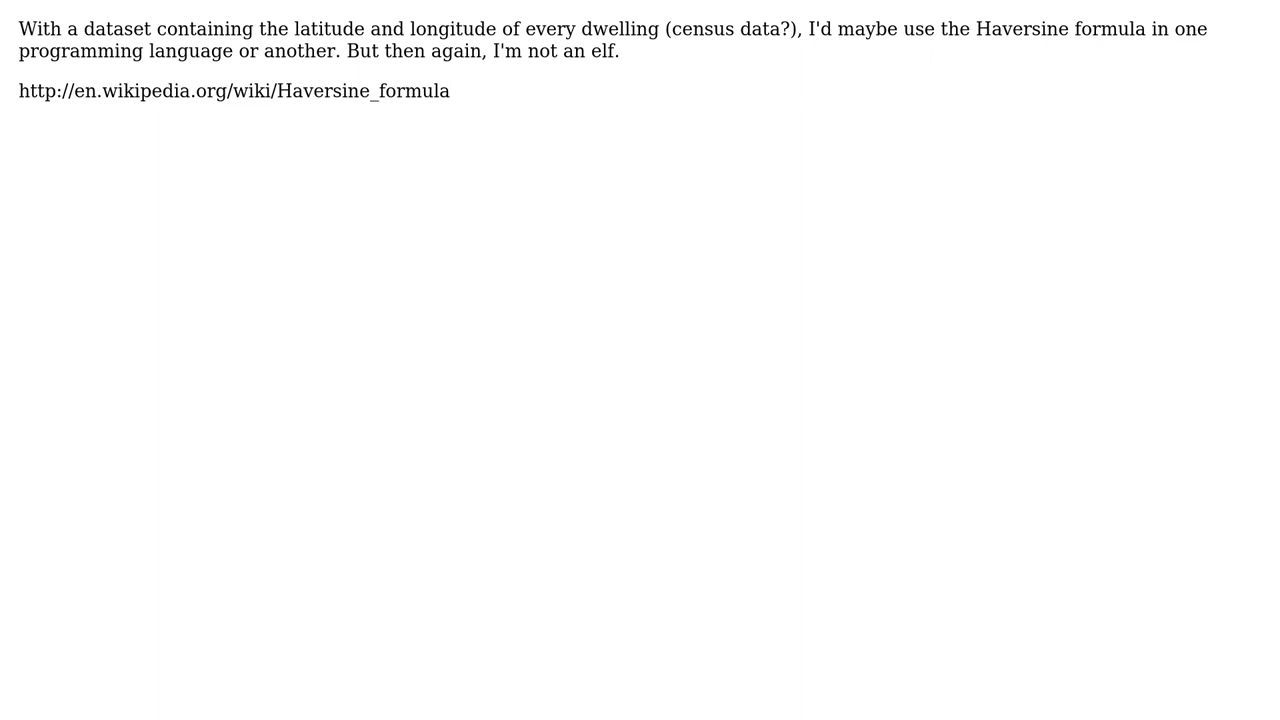 With a dataset containing the latitude and longitude of every dwelling (census data?), I'd maybe use the Haversine formula in one
programming language or another. But then again, I'm not an elf.
http://en.wikipedia.org/wiki/Haversine_formula